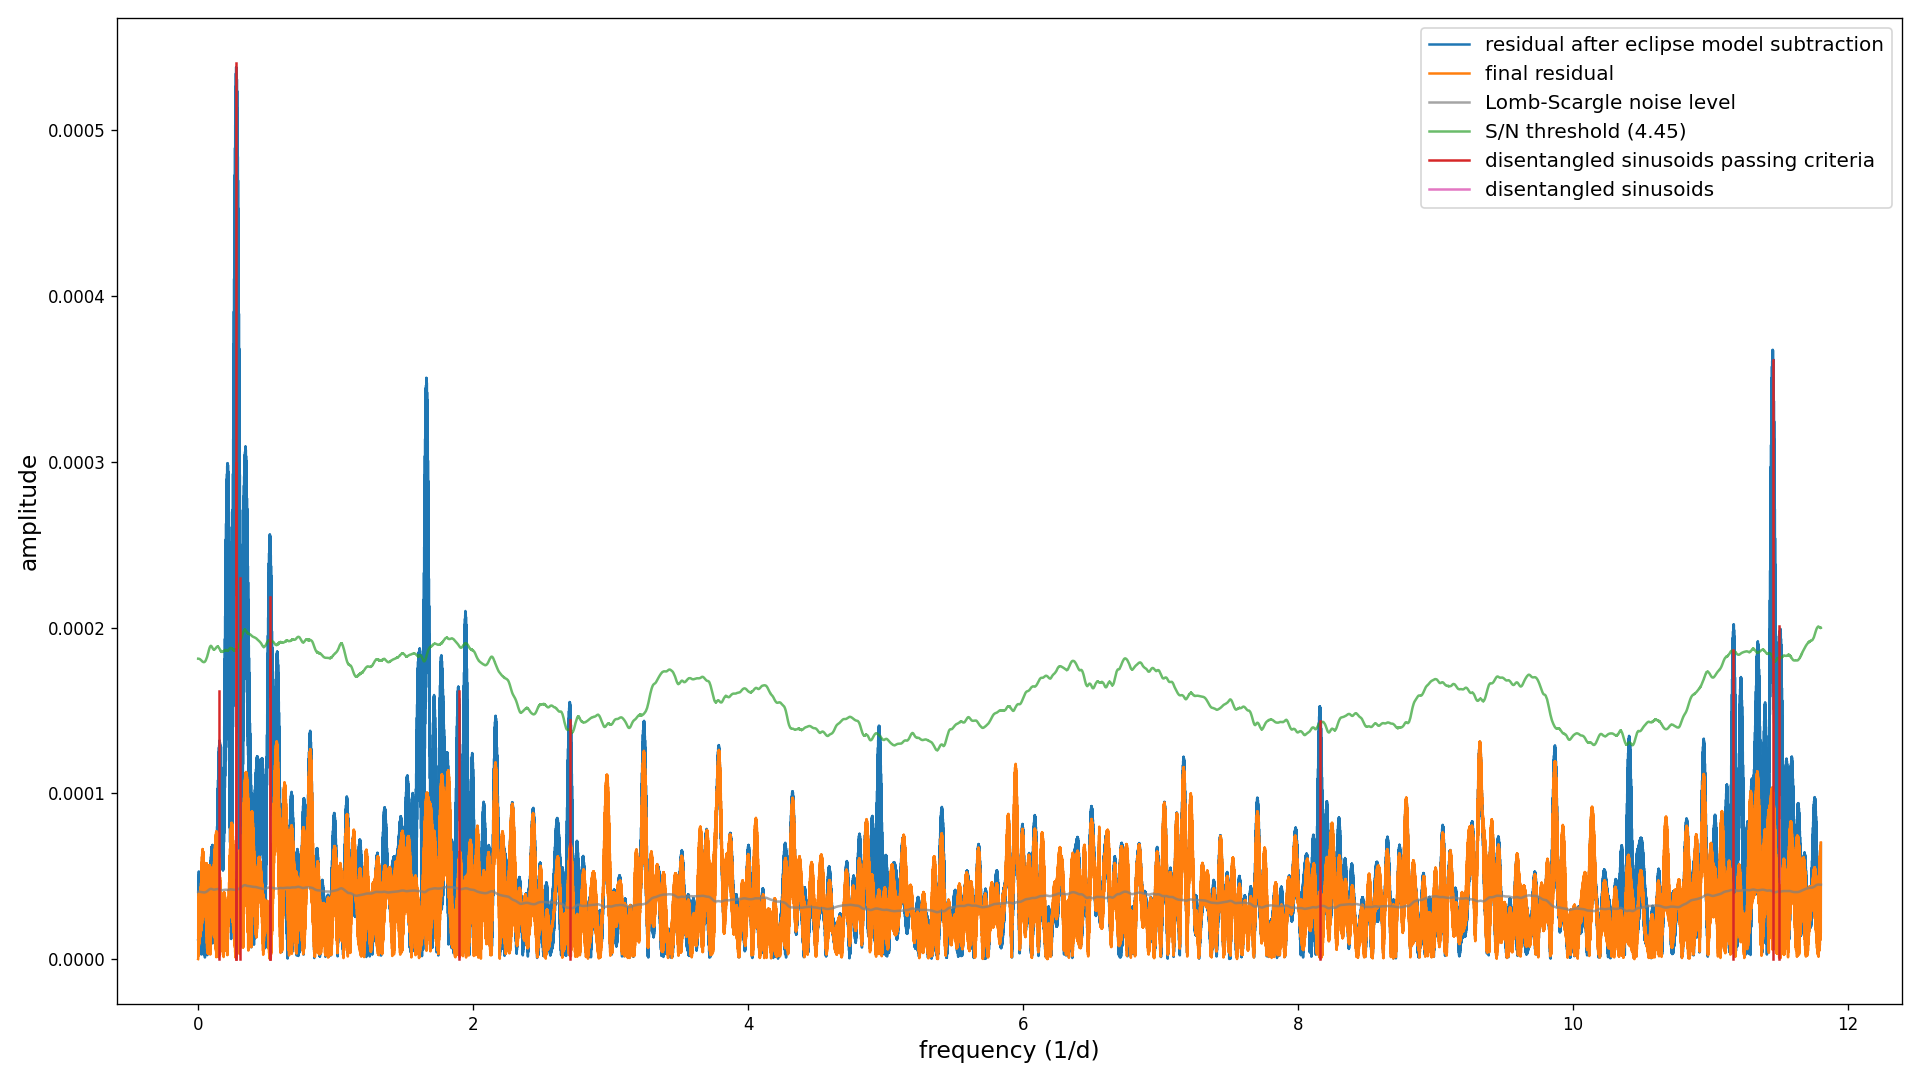 residual after eclipse model subtraction
final residual
Lomb-Scargle noise level
S/N threshold (4.45)
disentangled sinusoids passing criteria
disentangled sinusoids
amplitude
0.0005
0.0004
0.0003
0.0002
0.0001
0.0000
0 2 4 6 8 10 12
frequency (1/d)